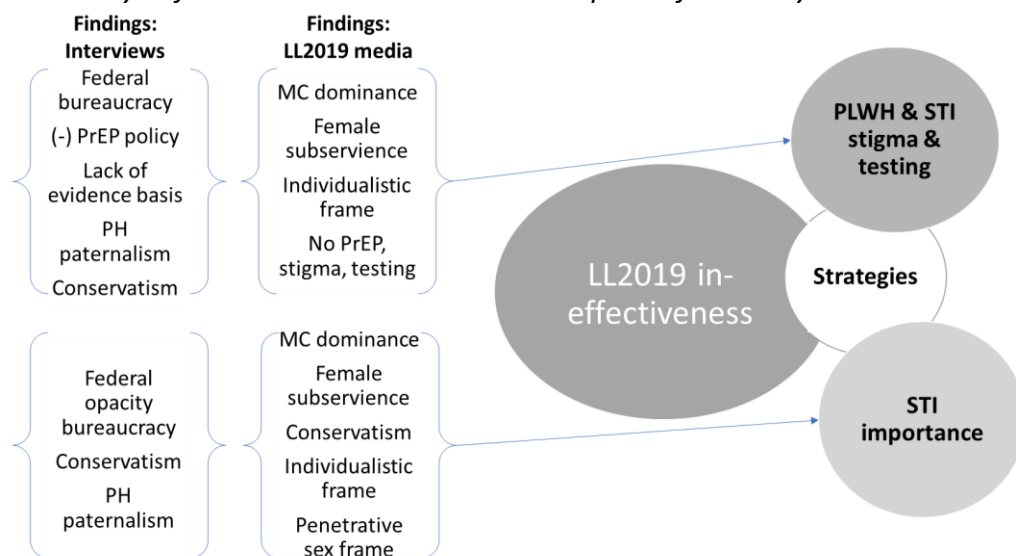 Findings:
Interviews
Federal
bureaucracy
(-) PrEP policy
Lack of
evidence basis
PH
paternalism
Conservatism
Findings:
LL2019 media
MC dominance
Female
subservience
Individualistic
frame
No PrEP,
stigma, testing
Federal
opacity
bureaucracy
Conservatism
PH
paternalism
MC dominance
Female
subservience
Conservatism
Individualistic
frame
Penetrative
sex frame
LL2019 in-
effectiveness
PLWH & STI
stigma &
testing
Strategies
STI
importance